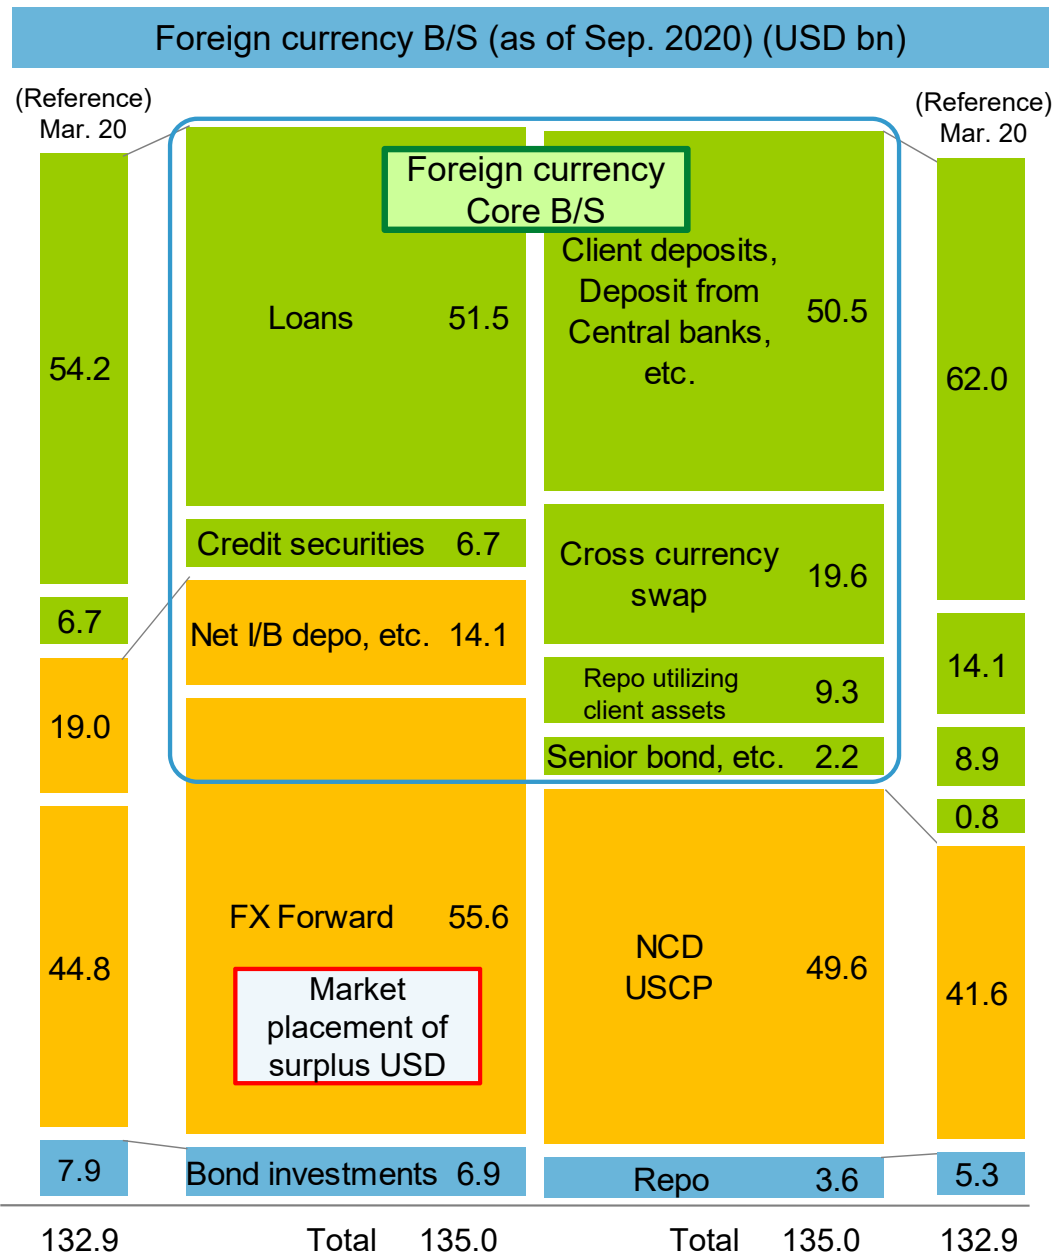 Foreign currency B/S (as of Sep. 2020) (USD bn)
(Reference)
Mar. 20
54.2
6.7
19.0
44.8
7.9
132.9
Foreign currency
Core B/S
Loans 51.5
Credit securities 6.7
Net I/B depo, etc. 14.1
FX Forward 55.6
Market
placement of
surplus USD
Bond investments 6.9
Total 135.0
Client deposits,
Deposit from
Central banks,
etc.
50.5
Cross currency
swap
19.6
Repo utilizing
client assets
9.3
Senior bond, etc. 2.2
NCD
USCP
49.6
Repo 3.6
Total 135.0
(Reference)
Mar. 20
62.0
14.1
8.9
0.8
41.6
5.3
132.9